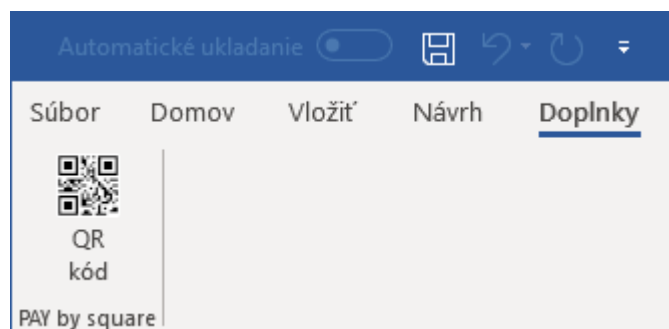 Automatické ukladanie
Súbor Domov Vložiť Návrh Doplnky
QR
kód
PAY by square